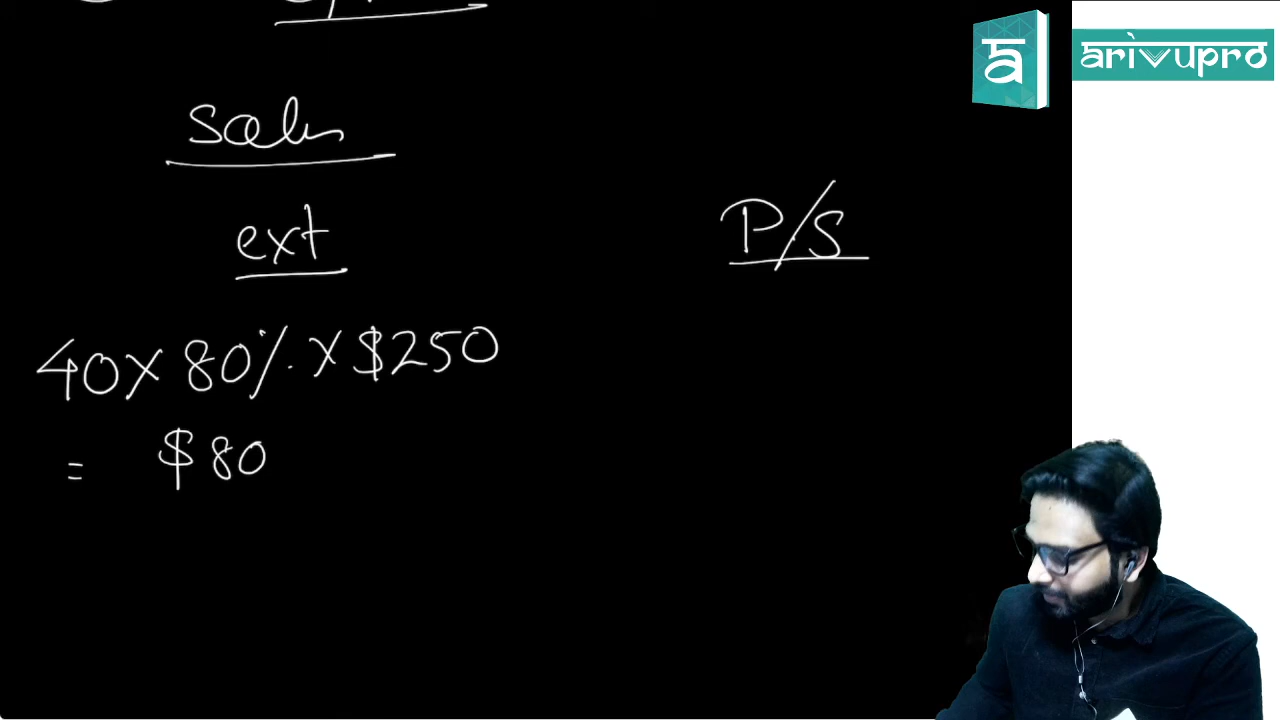 arivupro
Sales
ext
P/S
40 x 80% x $250
= $80